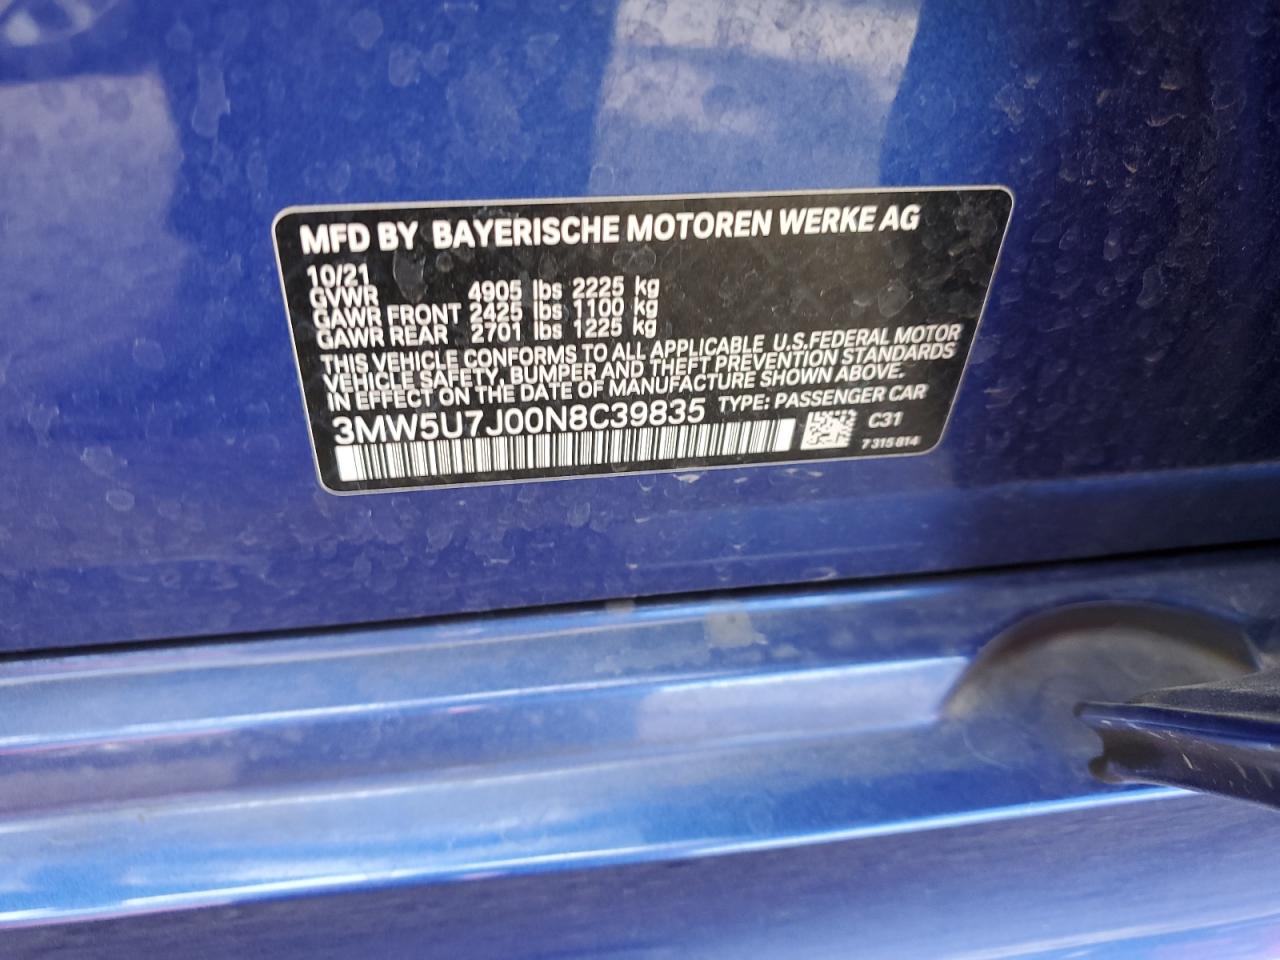 MFD BY BAYERISCHE MOTOREN WERKE AG
10/21
GVWR 4905 lbs 2225 kg
GAWR FRONT 2425 lbs 1100 kg
GAWR REAR 2701 lbs 1225 kg
THIS VEHICLE CONFORMS TO ALL APPLICABLE U.S.FEDERAL MOTOR
VEHICLE SAFETY, BUMPER AND THEFT PREVENTION STANDARDS
IN EFFECT ON THE DATE OF MANUFACTURE SHOWN ABOVE.
3MW5U7J00N8C39835 TYPE: PASSENGER CAR
C31
7 315 814